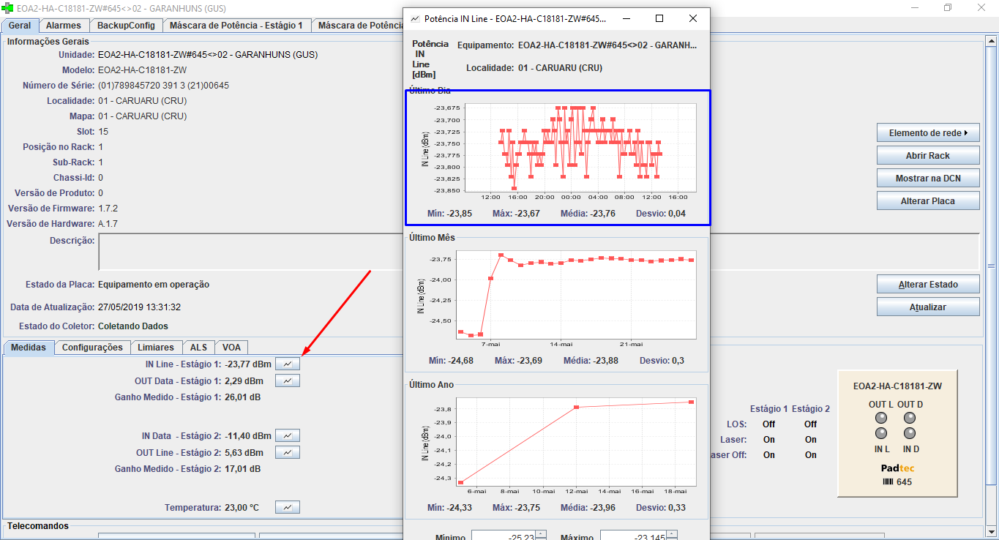 EOA2-HA-C18181-ZW#645<>02 - GARANHUNS (GUS)
Geral Alarmes BackupConfig Máscara de Potência - Estágio 1 Máscara de Potência
Informações Gerais
Unidade: EOA2-HA-C18181-ZW#645<>02 - GARANHUNS (GUS)
Modelo: EOA2-HA-C18181-ZW
Número de Série: (01)789845720 391 3 (21)00645
Localidade: 01 - CARUARU (CRU)
Mapa: 01 - CARUARU (CRU)
Slot: 15
Posição no Rack: 1
Sub-Rack: 1
Chassi-Id: 0
Versão de Produto: 0
Versão de Firmware: 1.7.2
Versão de Hardware: A.1.7
Descrição:
Estado da Placa: Equipamento em operação
Data de Atualização: 27/05/2019 13:31:32
Estado do Coletor: Coletando Dados
Medidas Configurações Limiares ALS VOA
IN Line - Estágio 1: -23,77 dBm
OUT Data - Estágio 1: 2,29 dBm
Ganho Medido - Estágio 1: 26,01 dB
IN Data - Estágio 2: -11,40 dBm
OUT Line - Estágio 2: 5,63 dBm
Ganho Medido - Estágio 2: 17,01 dB
Temperatura: 23,00 °C
Telecomandos
Potência IN Line - EOA2-HA-C18181-ZW#645...
Potência
IN
Line
[dBm]
Equipamento: EOA2-HA-C18181-ZW#645<>02 - GARANH...
Localidade: 01 - CARUARU (CRU)
Último Dia
IN Line (dBm)
-23,675
-23,700
-23,725
-23,750
-23,775
-23,800
-23,825
-23,850
12:00 16:00 20:00 00:00 04:00 08:00 12:00 16:00
Mín: -23,85 Máx: -23,67 Média: -23,76 Desvio: 0,04
Último Mês
IN Line (dBm)
-23,75
-24,00
-24,25
-24,50
7-mai 14-mai 21-mai
Mín: -24,68 Máx: -23,69 Média: -23,88 Desvio: 0,3
Último Ano
IN Line (dBm)
-23,8
-23,9
-24,0
-24,1
-24,2
-24,3
6-mai 8-mai 10-mai 12-mai 14-mai 16-mai 18-mai
Mín: -24,33 Máx: -23,75 Média: -23,96 Desvio: 0,33
Mínimo -25,23 Máximo -23,145
Elemento de rede
Abrir Rack
Mostrar na DCN
Alterar Placa
Alterar Estado
Atualizar
Estágio 1 Estágio 2
LOS: Off Off
Laser: On On
aser Off: On On
EOA2-HA-C18181-ZW
OUT L OUT D
IN L IN D
Padtec
645